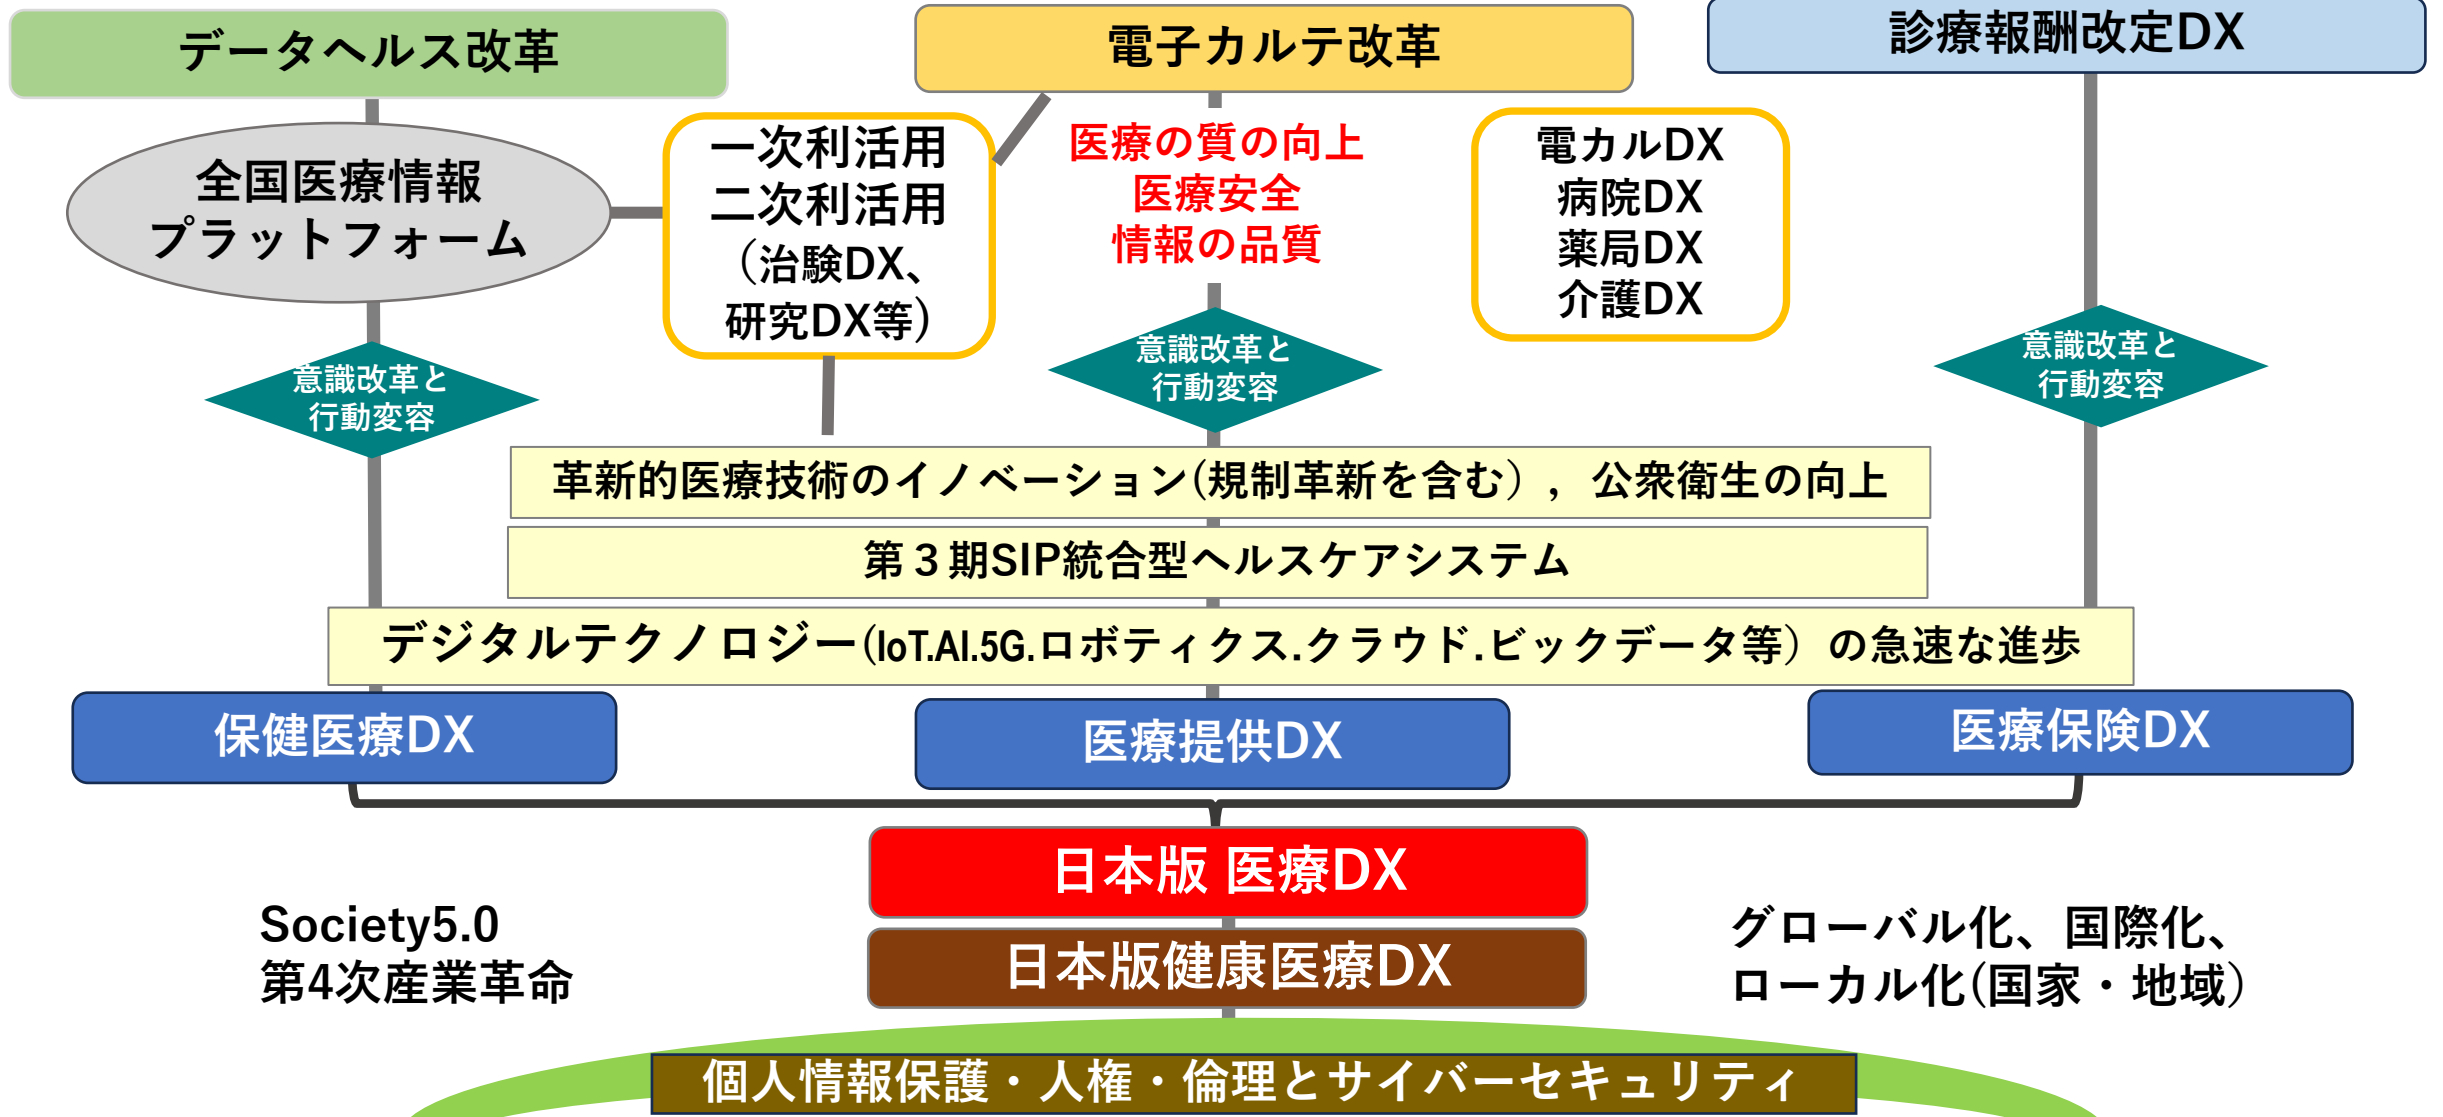 データヘルス改革
電子カルテ改革
診療報酬改定DX
全国医療情報
プラットフォーム
一次利活用
二次利活用
（治験DX、
研究DX等)
医療の質の向上
医療安全
情報の品質
電カルDX
病院DX
薬局DX
介護DX
意識改革と
行動変容
意識改革と
行動変容
意識改革と
行動変容
革新的医療技術のイノベーション(規制革新を含む），公衆衛生の向上
第３期SIP統合型ヘルスケアシステム
デジタルテクノロジー(IoT.AI.5G.ロボティクス.クラウド.ビックデータ等）の急速な進歩
保健医療DX
医療提供DX
医療保険DX
日本版 医療DX
日本版健康医療DX
Society5.0
第4次産業革命
グローバル化、国際化、
ローカル化(国家・地域）
個人情報保護・人権・倫理とサイバーセキュリティ